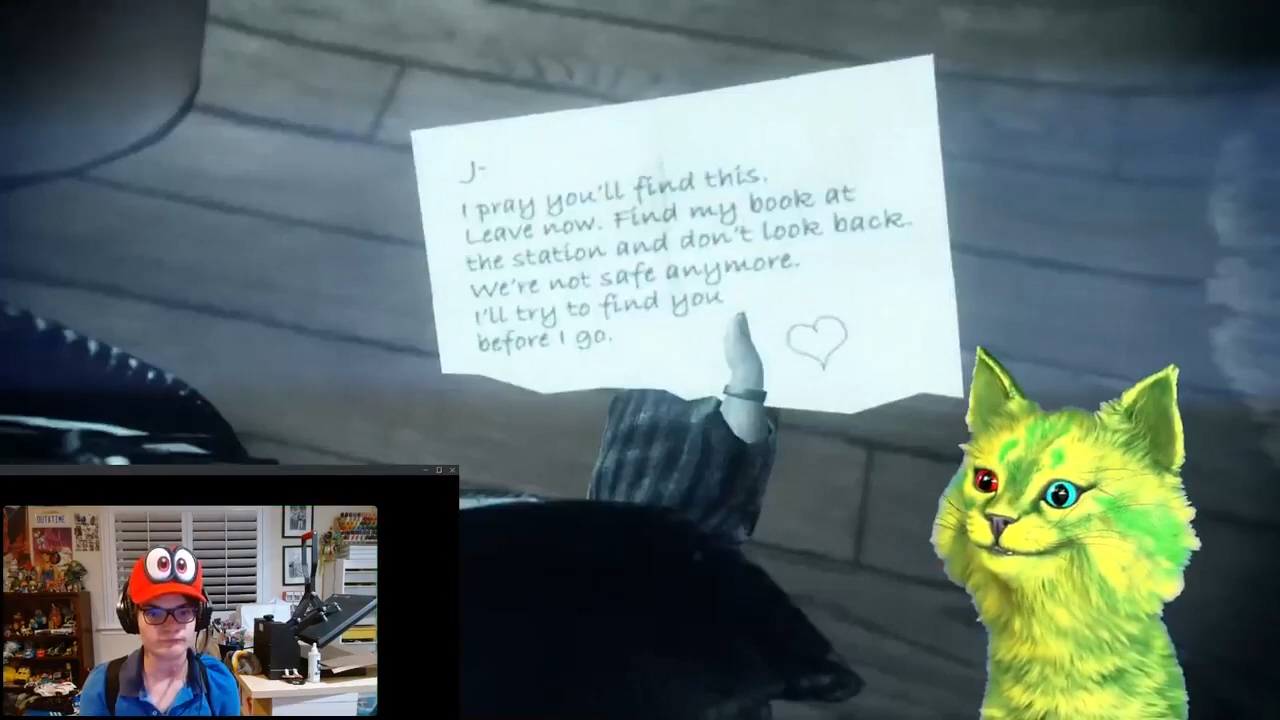 J-
I pray you'll find this.
Leave now. Find my book at
the station and don't look back.
We're not safe anymore.
I'll try to find you
before I go.
OUTATIME